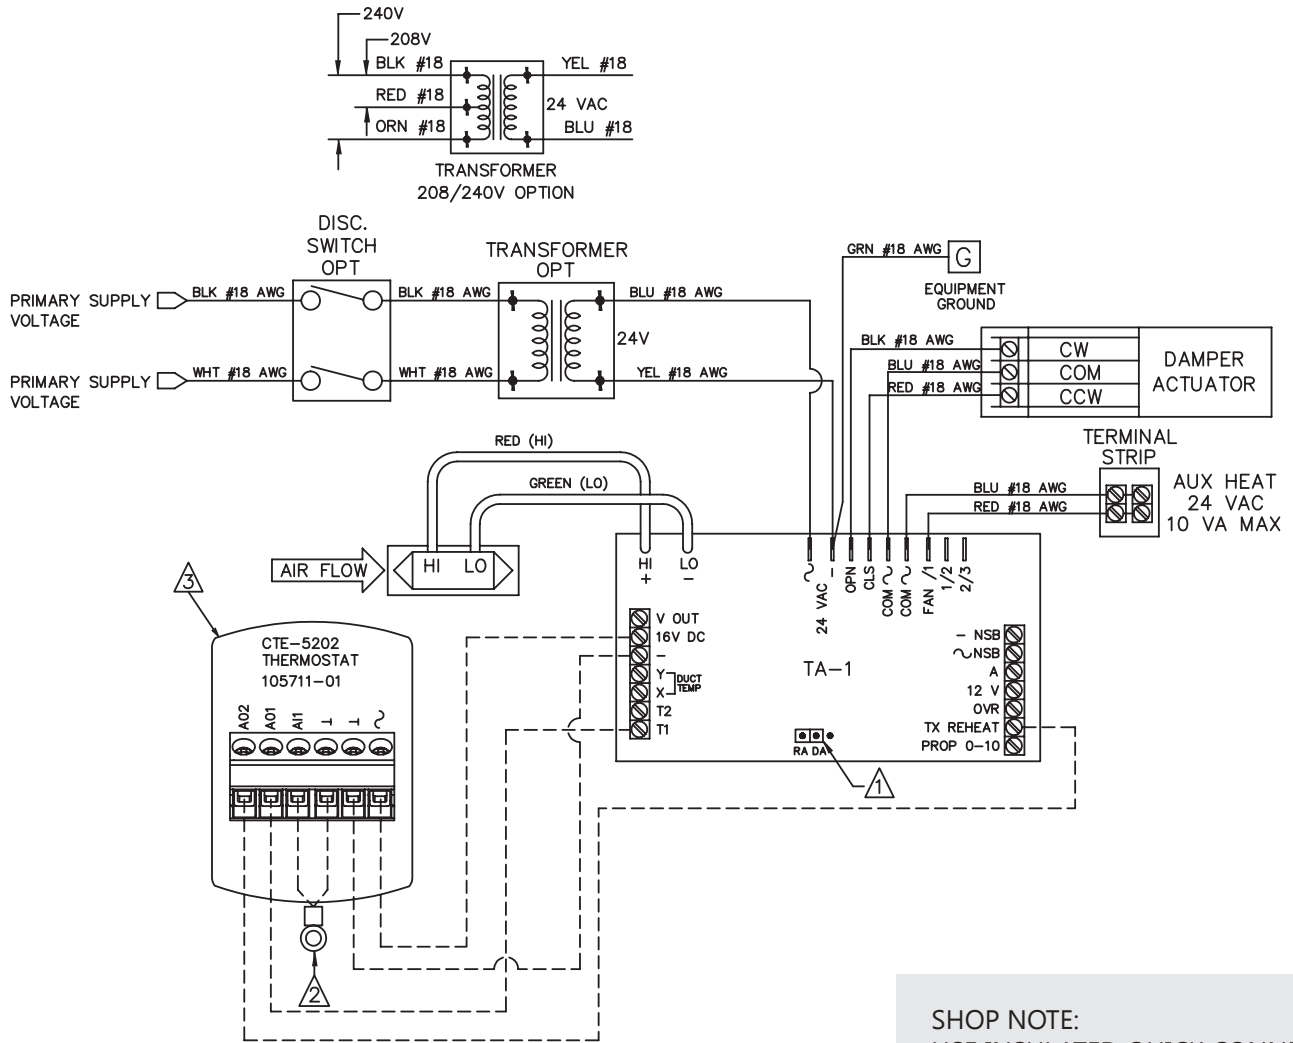 240V
208V
BLK #18
YEL #18
RED #18
24 VAC
ORN #18
BLU #18
TRANSFORMER
208/240V OPTION
DISC.
SWITCH
OPT
TRANSFORMER
OPT
GRN #18 AWG
G
EQUIPMENT
GROUND
PRIMARY SUPPLY
VOLTAGE
BLK #18 AWG
BLK #18 AWG
BLU #18 AWG
24V
PRIMARY SUPPLY
VOLTAGE
WHT #18 AWG
WHT #18 AWG
YEL #18 AWG
BLK #18 AWG
BLU #18 AWG
RED #18 AWG
CW
COM
CCW
DAMPER
ACTUATOR
TERMINAL
STRIP
RED (HI)
GREEN (LO)
BLU #18 AWG
RED #18 AWG
AUX HEAT
24 VAC
10 VA MAX
AIR FLOW
HI
LO
HI
+
LO
−
~
24 VAC
−
OPN
CLS
COM ~
COM ~
FAN /1
1/2
2/3
3
CTE-5202
THERMOSTAT
105711-01
A02
A01
AI1
⊥
⊥
~
V OUT
16V DC
−
Y
X
DUCT
TEMP
T2
T1
TA-1
RA DA
1
− NSB
~NSB
A
12 V
OVR
TX REHEAT
PROP 0-10
2
SHOP NOTE: